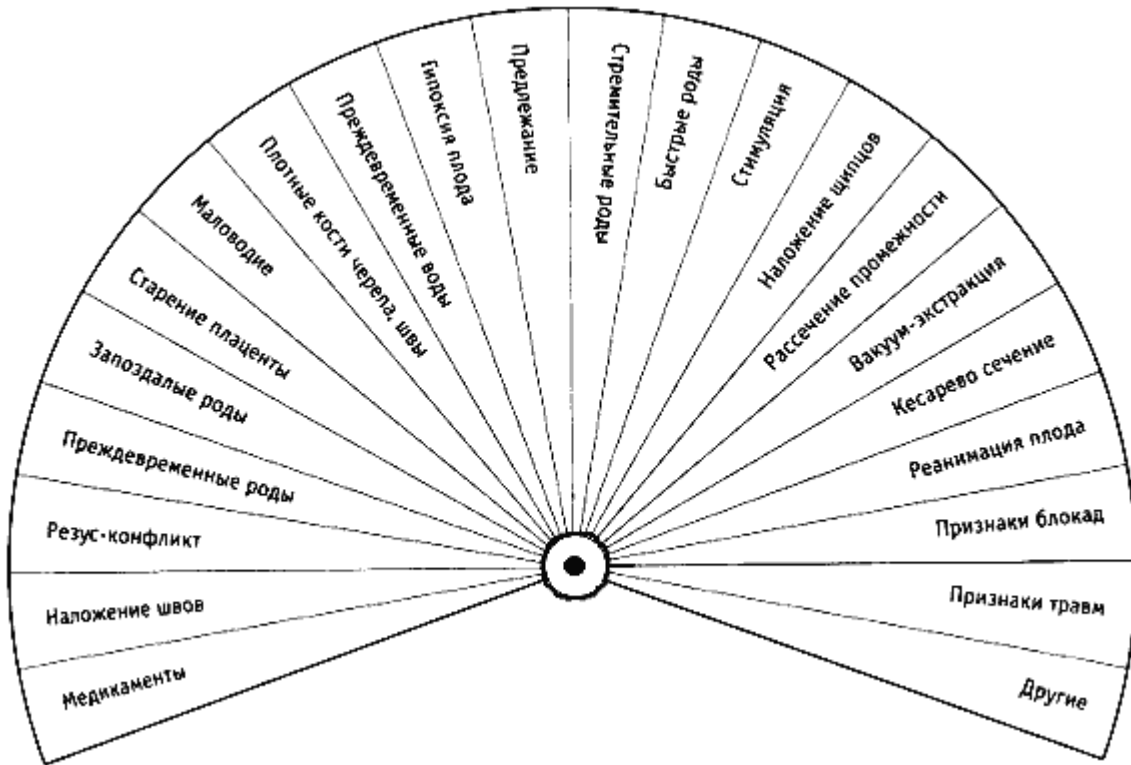 Медикаменты
Наложение швов
Резус-конфликт
Преждевременные роды
Запоздалые роды
Старение плаценты
Маловодие
Плотные кости черепа, швы
Преждевременные воды
Гипоксия плода
Предлежание
Стремительные роды
Быстрые роды
Стимуляция
Наложение щипцов
Рассечение промежности
Вакуум-экстракция
Кесарево сечение
Реанимация плода
Признаки блокад
Признаки травм
Другие